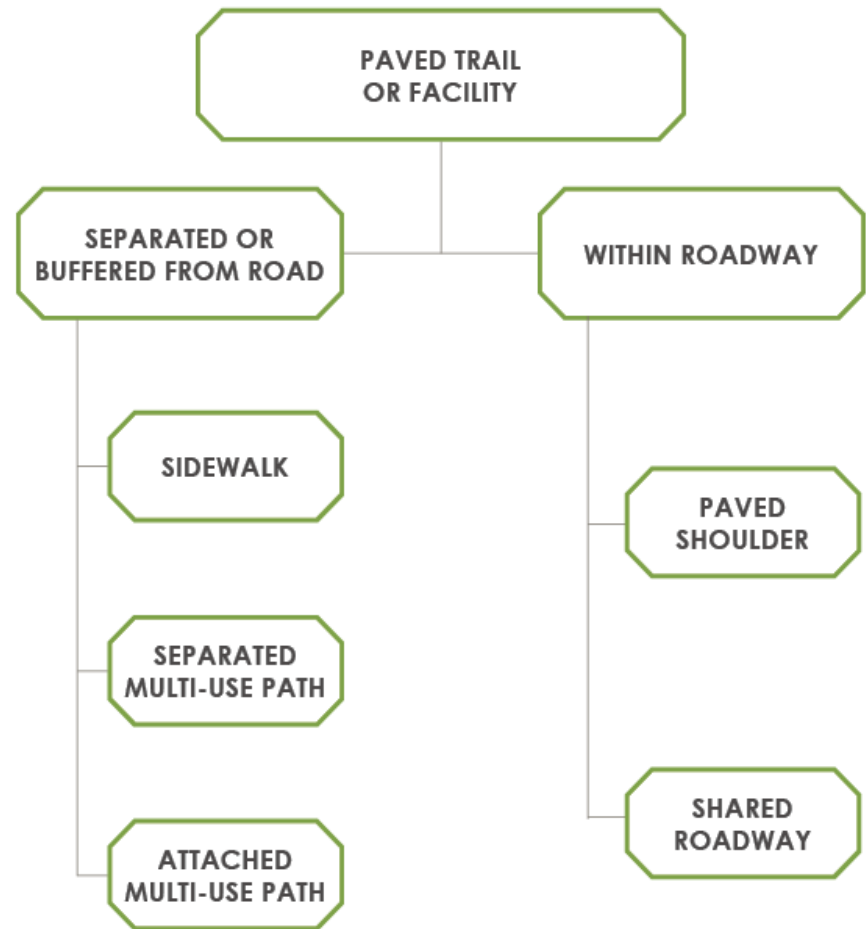 PAVED TRAIL
OR FACILITY
SEPARATED OR
BUFFERED FROM ROAD
WITHIN ROADWAY
SIDEWALK
PAVED
SHOULDER
SEPARATED
MULTI-USE PATH
SHARED
ROADWAY
ATTACHED
MULTI-USE PATH